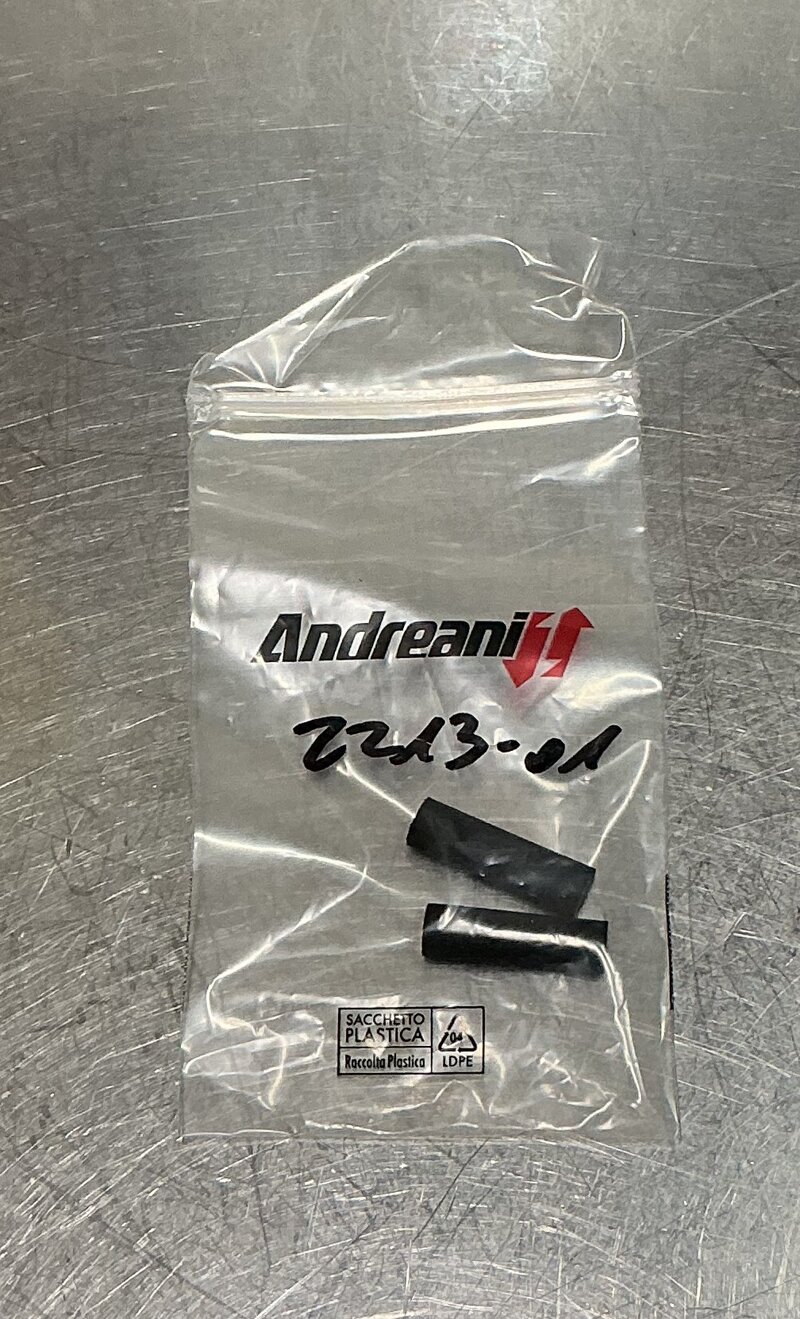 Andreani
2213-01
SACCHETTO
PLASTICA
Raccolta Plastica
04
LDPE